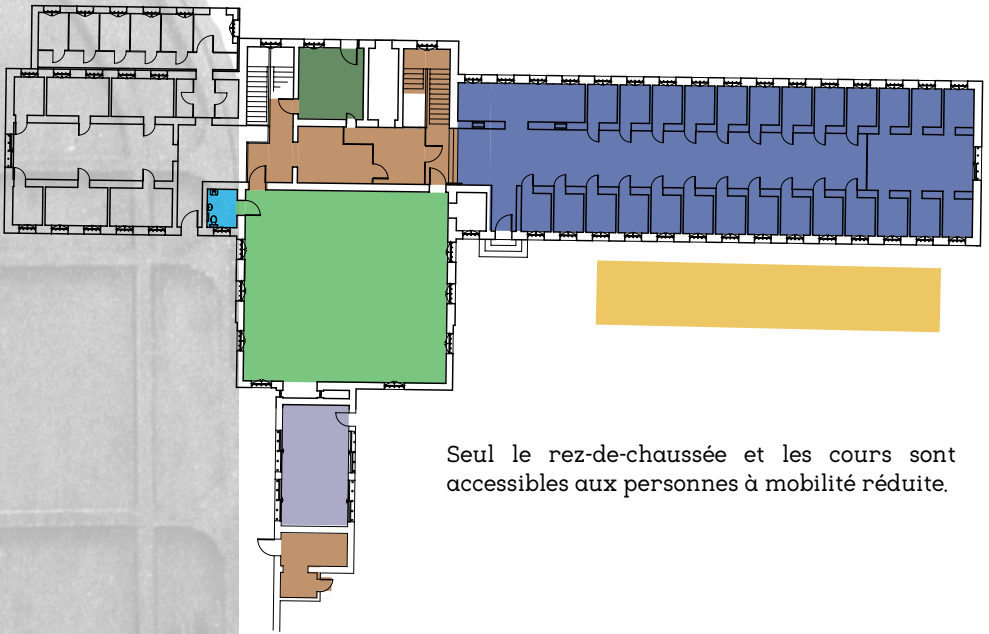 Seul le rez-de-chaussée et les cours sont
accessibles aux personnes à mobilité réduite.